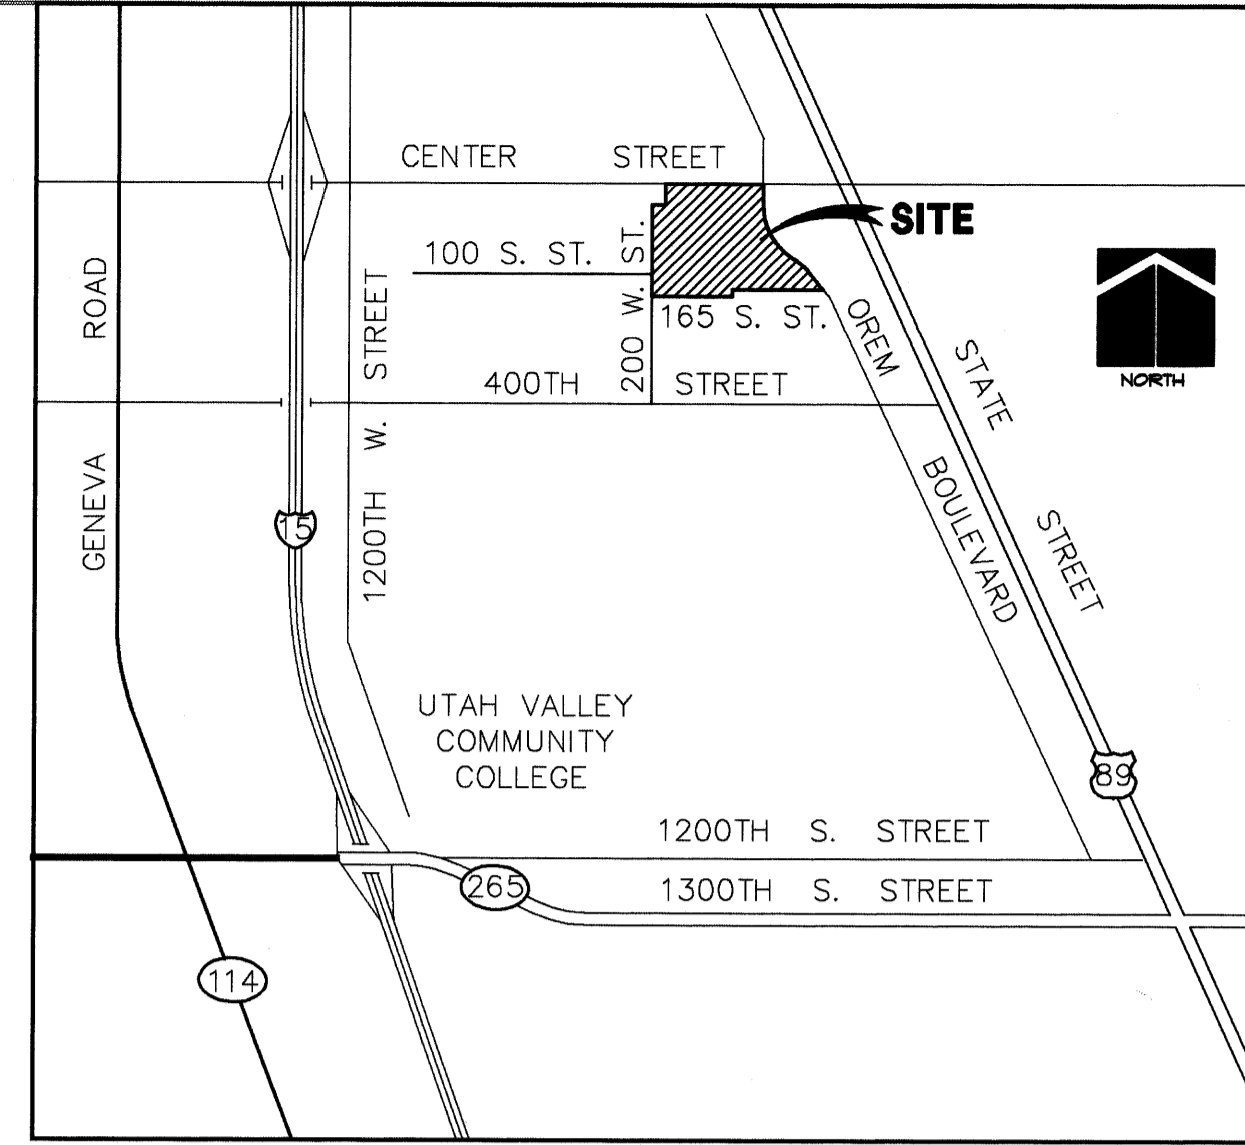 CENTER STREET
SITE
100 S. ST.
200 W. ST.
165 S. ST.
GENEVA ROAD
1200TH W. STREET
400TH STREET
OREM BOULEVARD
STATE STREET
NORTH
15
UTAH VALLEY
COMMUNITY
COLLEGE
89
1200TH S. STREET
265
1300TH S. STREET
114